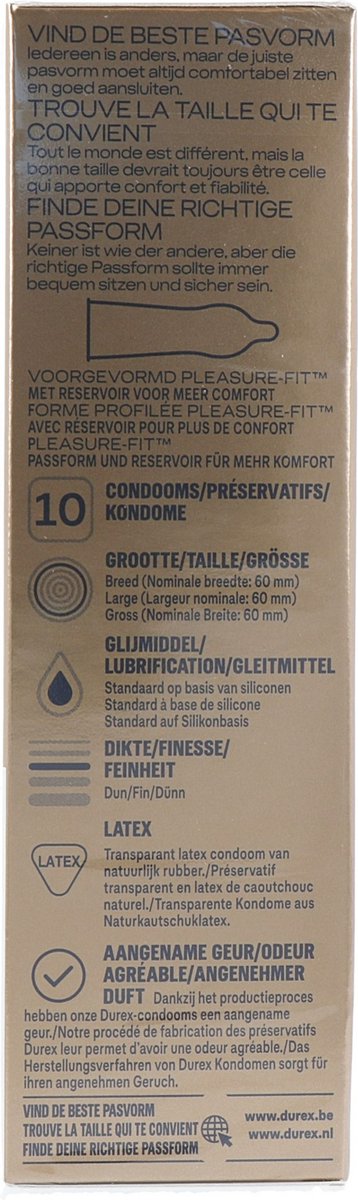 VIND DE BESTE PASVORM
Iedereen is anders, maar de juiste
pasvorm moet altijd comfortabel zitten
en goed aansluiten.
TROUVE LA TAILLE QUI TE
CONVIENT
Tout le monde est différent, mais la
bonne taille devrait toujours être celle
qui apporte confort et fiabilité.
FINDE DEINE RICHTIGE
PASSFORM
Keiner ist wie der andere, aber die
richtige Passform sollte immer
bequem sitzen und sicher sein.
VOORGEVORMD PLEASURE-FIT™
MET RESERVOIR VOOR MEER COMFORT
FORME PROFILÉE PLEASURE-FIT™
AVEC RÉSERVOIR POUR PLUS DE CONFORT
PLEASURE-FIT™
PASSFORM UND RESERVOIR FÜR MEHR KOMFORT
10
CONDOOMS/PRÉSERVATIFS/
KONDOME
GROOTTE/TAILLE/GRÖSSE
Breed (Nominale breedte: 60 mm)
Large (Largeur nominale: 60 mm)
Gross (Nominale Breite: 60 mm)
GLIJMIDDEL/
LUBRIFICATION/GLEITMITTEL
Standaard op basis van siliconen
Standard à base de silicone
Standard auf Silikonbasis
DIKTE/FINESSE/
FEINHEIT
Dun/Fin/Dünn
LATEX
LATEX
Transparant latex condoom van
natuurlijk rubber./Préservatif
transparent en latex de caoutchouc
naturel./Transparente Kondome aus
Naturkautschuklatex.
AANGENAME GEUR/ODEUR
AGRÉABLE/ANGENEHMER
DUFT Dankzij het productieproces
hebben onze Durex-condooms een aangename
geur./Notre procédé de fabrication des préservatifs
Durex leur permet d'avoir une odeur agréable./Das
Herstellungsverfahren von Durex Kondomen sorgt für
ihren angenehmen Geruch.
VIND DE BESTE PASVORM
TROUVE LA TAILLE QUI TE CONVIENT
FINDE DEINE RICHTIGE PASSFORM
www.durex.be
www.durex.nl